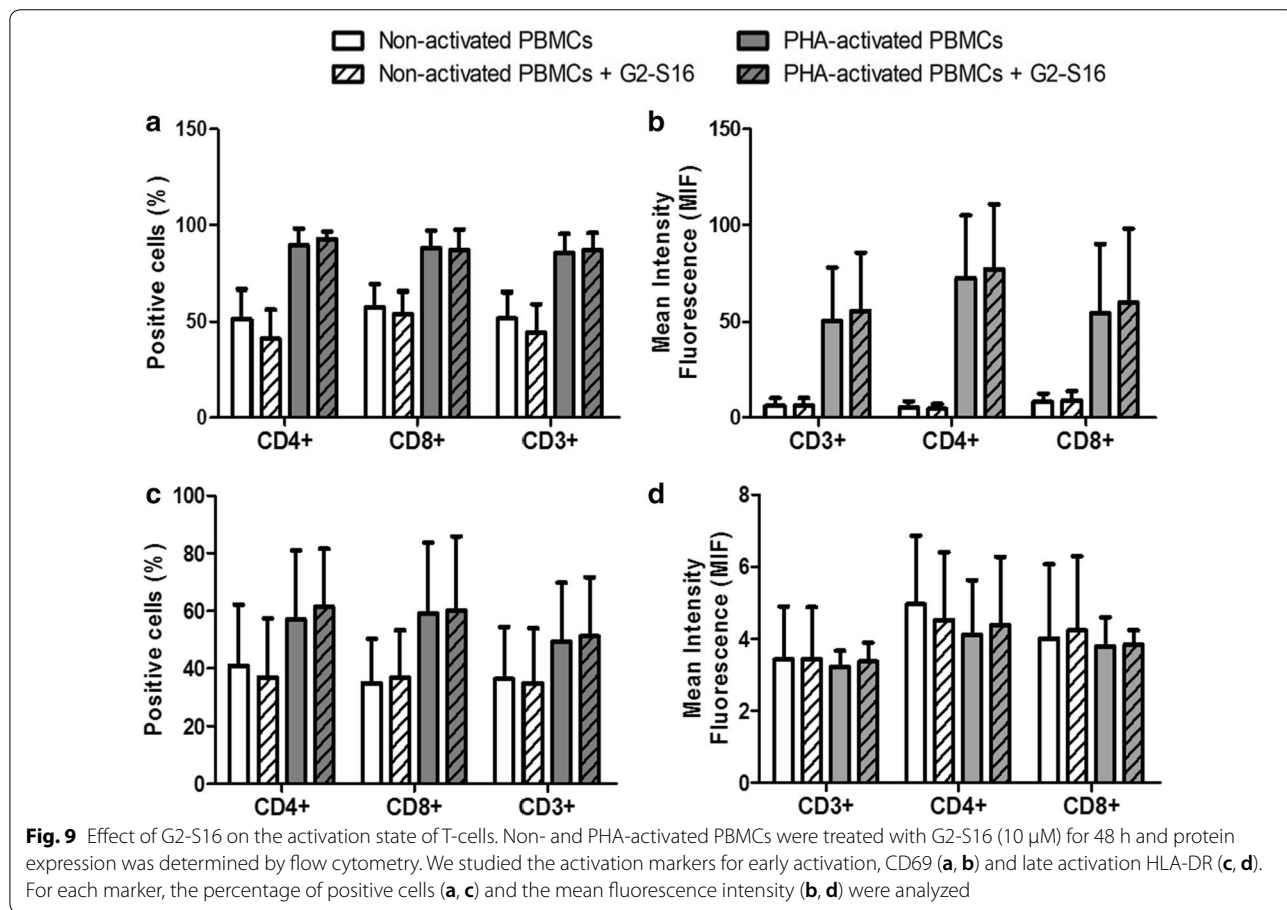 Non-activated PBMCs
PHA-activated PBMCs
Non-activated PBMCs + G2-S16
PHA-activated PBMCs + G2-S16
a
150
100
50
0
Positive cells (%)
CD4+ CD8+ CD3+
b
150
100
50
0
Mean Intensity
Fluorescence (MIF)
CD3+ CD4+ CD8+
c
100
80
60
40
20
0
Positive cells (%)
CD4+ CD8+ CD3+
d
8
6
4
2
0
Mean Intensity
Fluorescence (MIF)
CD3+ CD4+ CD8+
Fig. 9 Effect of G2-S16 on the activation state of T-cells. Non- and PHA-activated PBMCs were treated with G2-S16 (10 µM) for 48 h and protein
expression was determined by flow cytometry. We studied the activation markers for early activation, CD69 (a, b) and late activation HLA-DR (c, d).
For each marker, the percentage of positive cells (a, c) and the mean fluorescence intensity (b, d) were analyzed